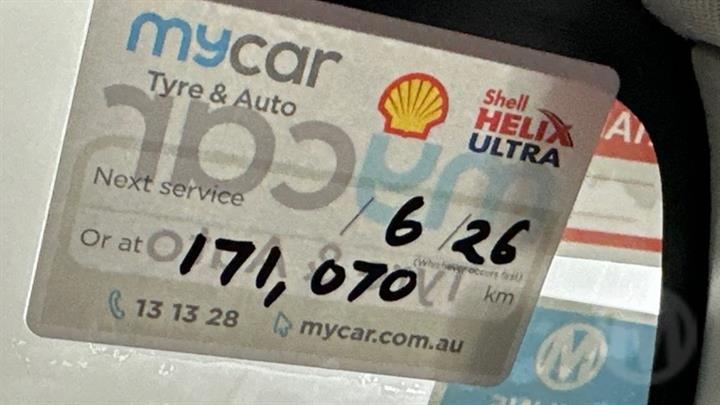 mycar
Tyre & Auto
Shell
HELIX
ULTRA
Next service / 6 / 26
(Whichever occurs first)
Or at 171,070 km
13 13 28 mycar.com.au